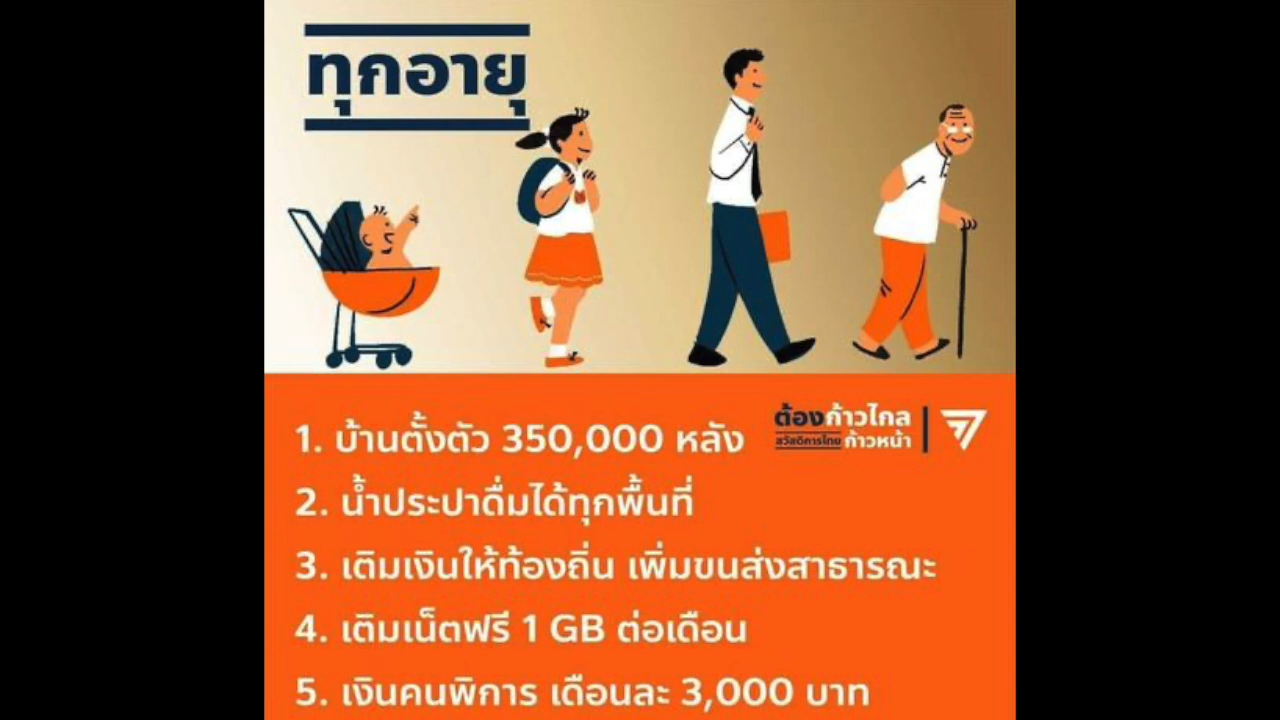 ทุกอายุ
ต้องก้าวไกล
สวัสดิการไทย ก้าวหน้า
1. บ้านตั้งตัว 350,000 หลัง
2. น้ำประปาดื่มได้ทุกพื้นที่
3. เติมเงินให้ท้องถิ่น เพิ่มขนส่งสาธารณะ
4. เติมเน็ตฟรี 1 GB ต่อเดือน
5. เงินคนพิการ เดือนละ 3,000 บาท